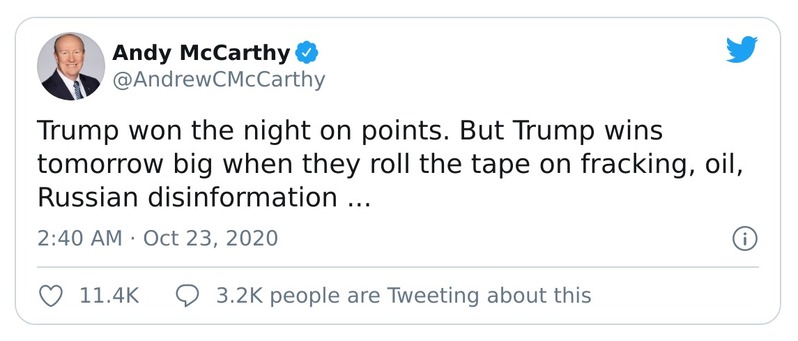 Andy McCarthy
@AndrewCMcCarthy
Trump won the night on points. But Trump wins
tomorrow big when they roll the tape on fracking, oil,
Russian disinformation ...
2:40 AM · Oct 23, 2020
11.4K 3.2K people are Tweeting about this